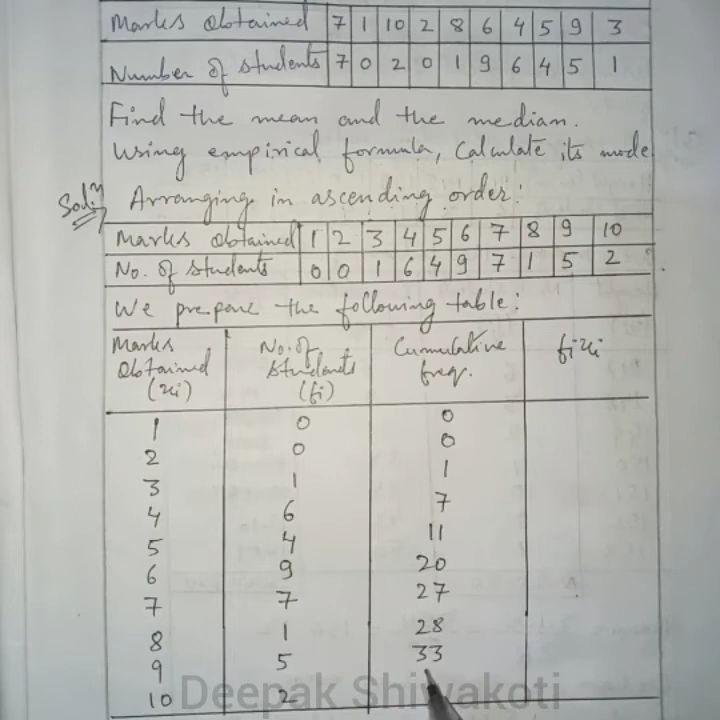 Marks Obtained 7 1 10 2 8 6 4 5 9 3
Number of students 7 0 2 0 1 9 6 4 5 1
Find the mean and the median.
Using empirical formula, Calculate its mode
Sol:ⁿ Arranging in ascending order:
Marks Obtained 1 2 3 4 5 6 7 8 9 10
No. of students 0 0 1 6 4 9 7 1 5 2
We prepare the following table:
Marks Obtained (xi) No. of Students (fi) Cummulative freq. fixi
1 0 0
2 0 0
3 1 1
4 6 7
5 4 11
6 9 20
7 7 27
8 1 28
9 5 33
10 2
Deepak Shiwakoti